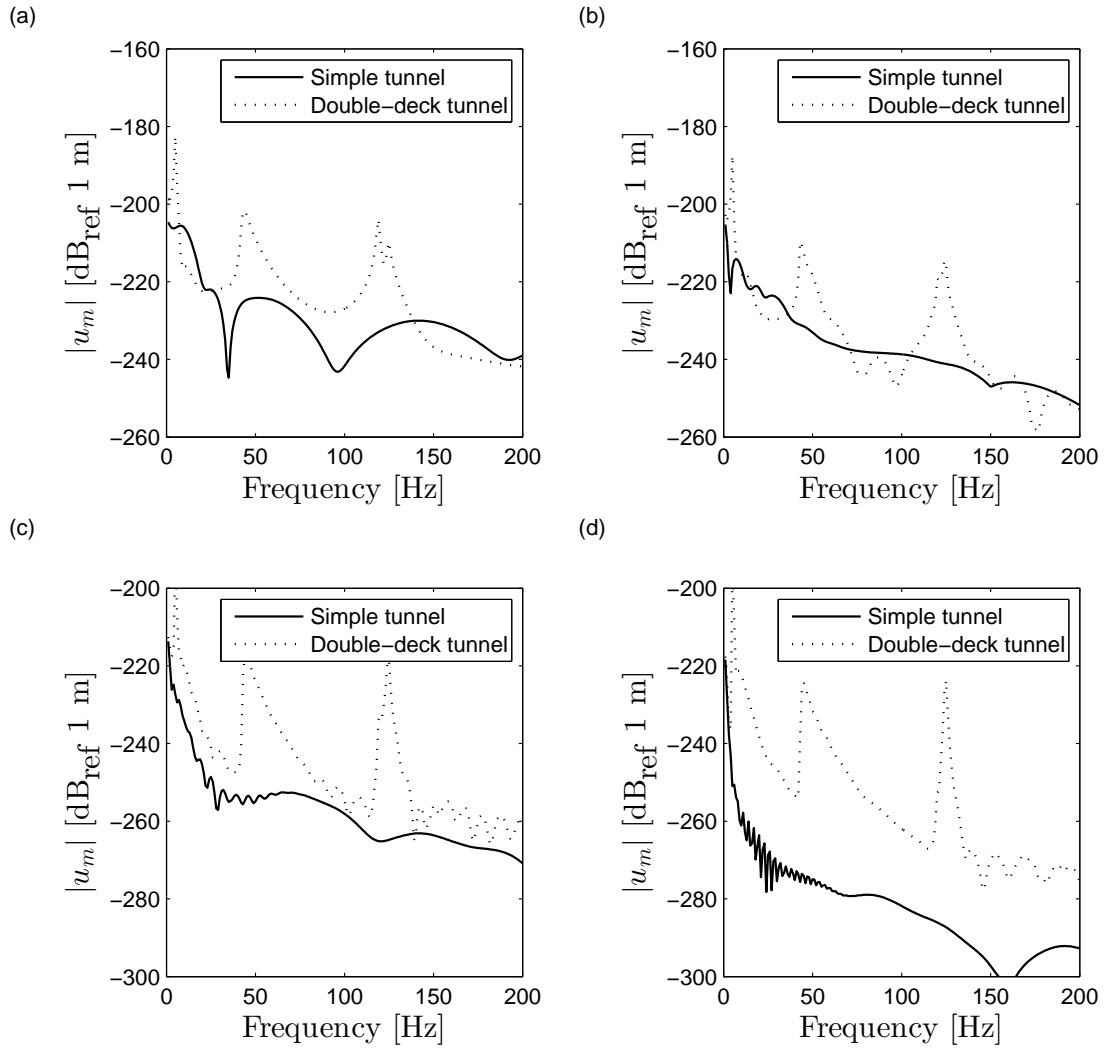 (a)
−160
−180
−200
−220
−240
−260
|u_m| [dB_ref 1 m]
Simple tunnel
Double−deck tunnel
0 50 100 150 200
Frequency [Hz]
(b)
−160
−180
−200
−220
−240
−260
|u_m| [dB_ref 1 m]
Simple tunnel
Double−deck tunnel
0 50 100 150 200
Frequency [Hz]
(c)
−200
−220
−240
−260
−280
−300
|u_m| [dB_ref 1 m]
Simple tunnel
Double−deck tunnel
0 50 100 150 200
Frequency [Hz]
(d)
−200
−220
−240
−260
−280
−300
|u_m| [dB_ref 1 m]
Simple tunnel
Double−deck tunnel
0 50 100 150 200
Frequency [Hz]